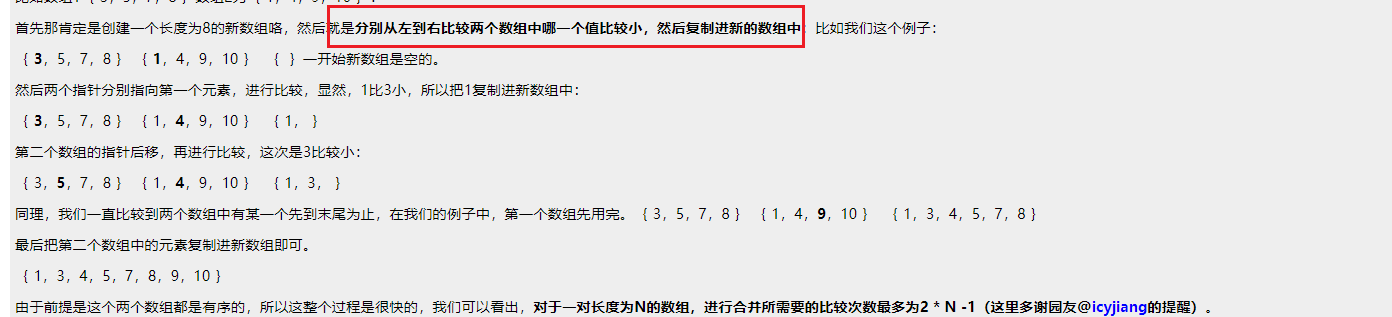 首先那肯定是创建一个长度为8的新数组咯，然后就是分别从左到右比较两个数组中哪一个值比较小，然后复制进新的数组中：比如我们这个例子：
{ 3，5，7，8 } { 1，4，9，10 } { } 一开始新数组是空的。
然后两个指针分别指向第一个元素，进行比较，显然，1比3小，所以把1复制进新数组中：
{ 3，5，7，8 } { 1，4，9，10 } { 1， }
第二个数组的指针后移，再进行比较，这次是3比较小：
{ 3，5，7，8 } { 1，4，9，10 } { 1，3， }
同理，我们一直比较到两个数组中有某一个先到末尾为止，在我们的例子中，第一个数组先用完。{ 3，5，7，8 } { 1，4，9，10 } { 1，3，4，5，7，8 }
最后把第二个数组中的元素复制进新数组即可。
{ 1，3，4，5，7，8，9，10 }
由于前提是这个两个数组都是有序的，所以这整个过程是很快的，我们可以看出，对于一对长度为N的数组，进行合并所需要的比较次数最多为2 * N -1（这里多谢园友@icyjiang的提醒）。